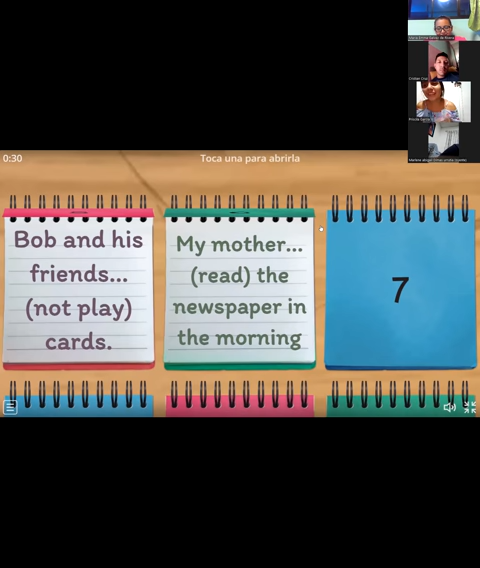 0:30
Toca una para abrirla
Bob and his
friends...
(not play)
cards.
My mother...
(read) the
newspaper in
the morning
7